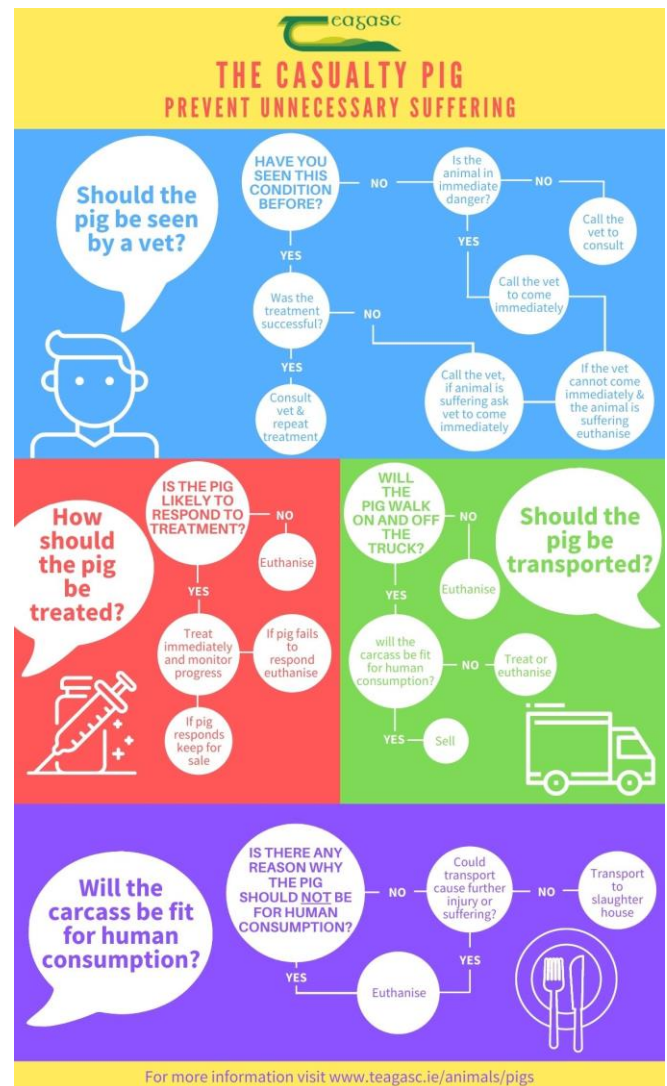 teagasc
THE CASUALTY PIG
PREVENT UNNECESSARY SUFFERING
Should the
pig be seen
by a vet?
HAVE YOU
SEEN THIS
CONDITION
BEFORE?
NO
Is the
animal in
immediate
danger?
NO
Call the
vet to
consult
YES
YES
Call the vet
to come
immediately
Was the
treatment
successful?
NO
YES
Consult
vet &
repeat
treatment
Call the vet,
if animal is
suffering ask
vet to come
immediately
If the vet
cannot come
immediately &
the animal is
suffering
euthanise
How
should
the pig
be
treated?
IS THE PIG
LIKELY TO
RESPOND TO
TREATMENT?
NO
Euthanise
YES
Treat
immediately
and monitor
progress
If pig fails
to
respond
euthanise
If pig
responds
keep for
sale
WILL
THE
PIG WALK
ON AND OFF
THE
TRUCK?
NO
Euthanise
YES
Should the
pig be
transported?
will the
carcass be fit
for human
consumption?
NO
Treat or
euthanise
YES
Sell
Will the
carcass be fit
for human
consumption?
IS THERE ANY
REASON WHY
THE PIG
SHOULD NOT BE
FOR HUMAN
CONSUMPTION?
NO
Could
transport
cause further
injury or
suffering?
NO
Transport
to
slaughter
house
YES
Euthanise
YES
For more information visit www.teagasc.ie/animals/pigs